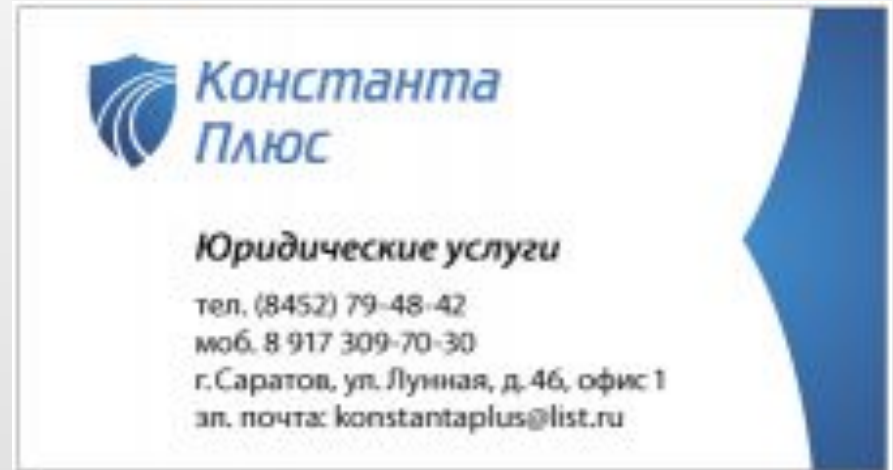 Константа
Плюс
Юридические услуги
тел. (8452) 79-48-42
моб. 8 917 309-70-30
г.Саратов, ул. Лунная, д. 46, офис 1
эл. почта: konstantaplus@list.ru